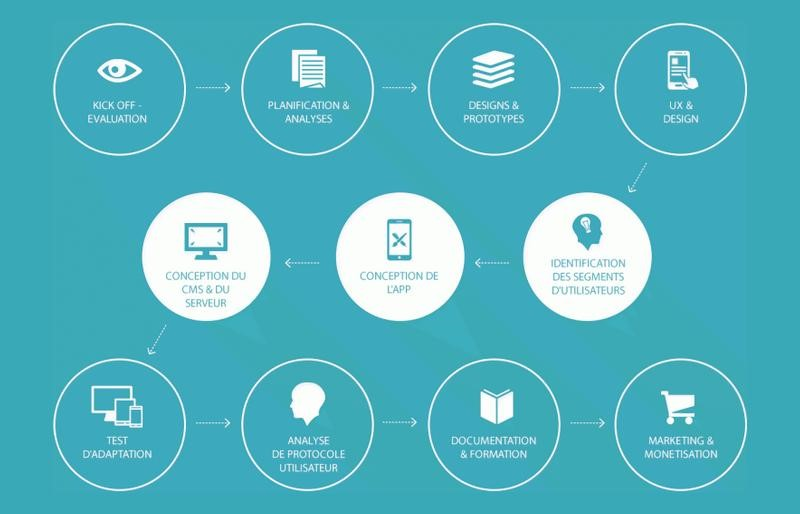 KICK OFF -
EVALUATION
PLANIFICATION &
ANALYSES
DESIGNS &
PROTOTYPES
UX &
DESIGN
IDENTIFICATION
DES SEGMENTS
D'UTILISATEURS
CONCEPTION DE
L'APP
CONCEPTION DU
CMS & DU
SERVEUR
TEST
D'ADAPTATION
ANALYSE
DE PROTOCOLE
UTILISATEUR
DOCUMENTATION
& FORMATION
MARKETING &
MONETISATION